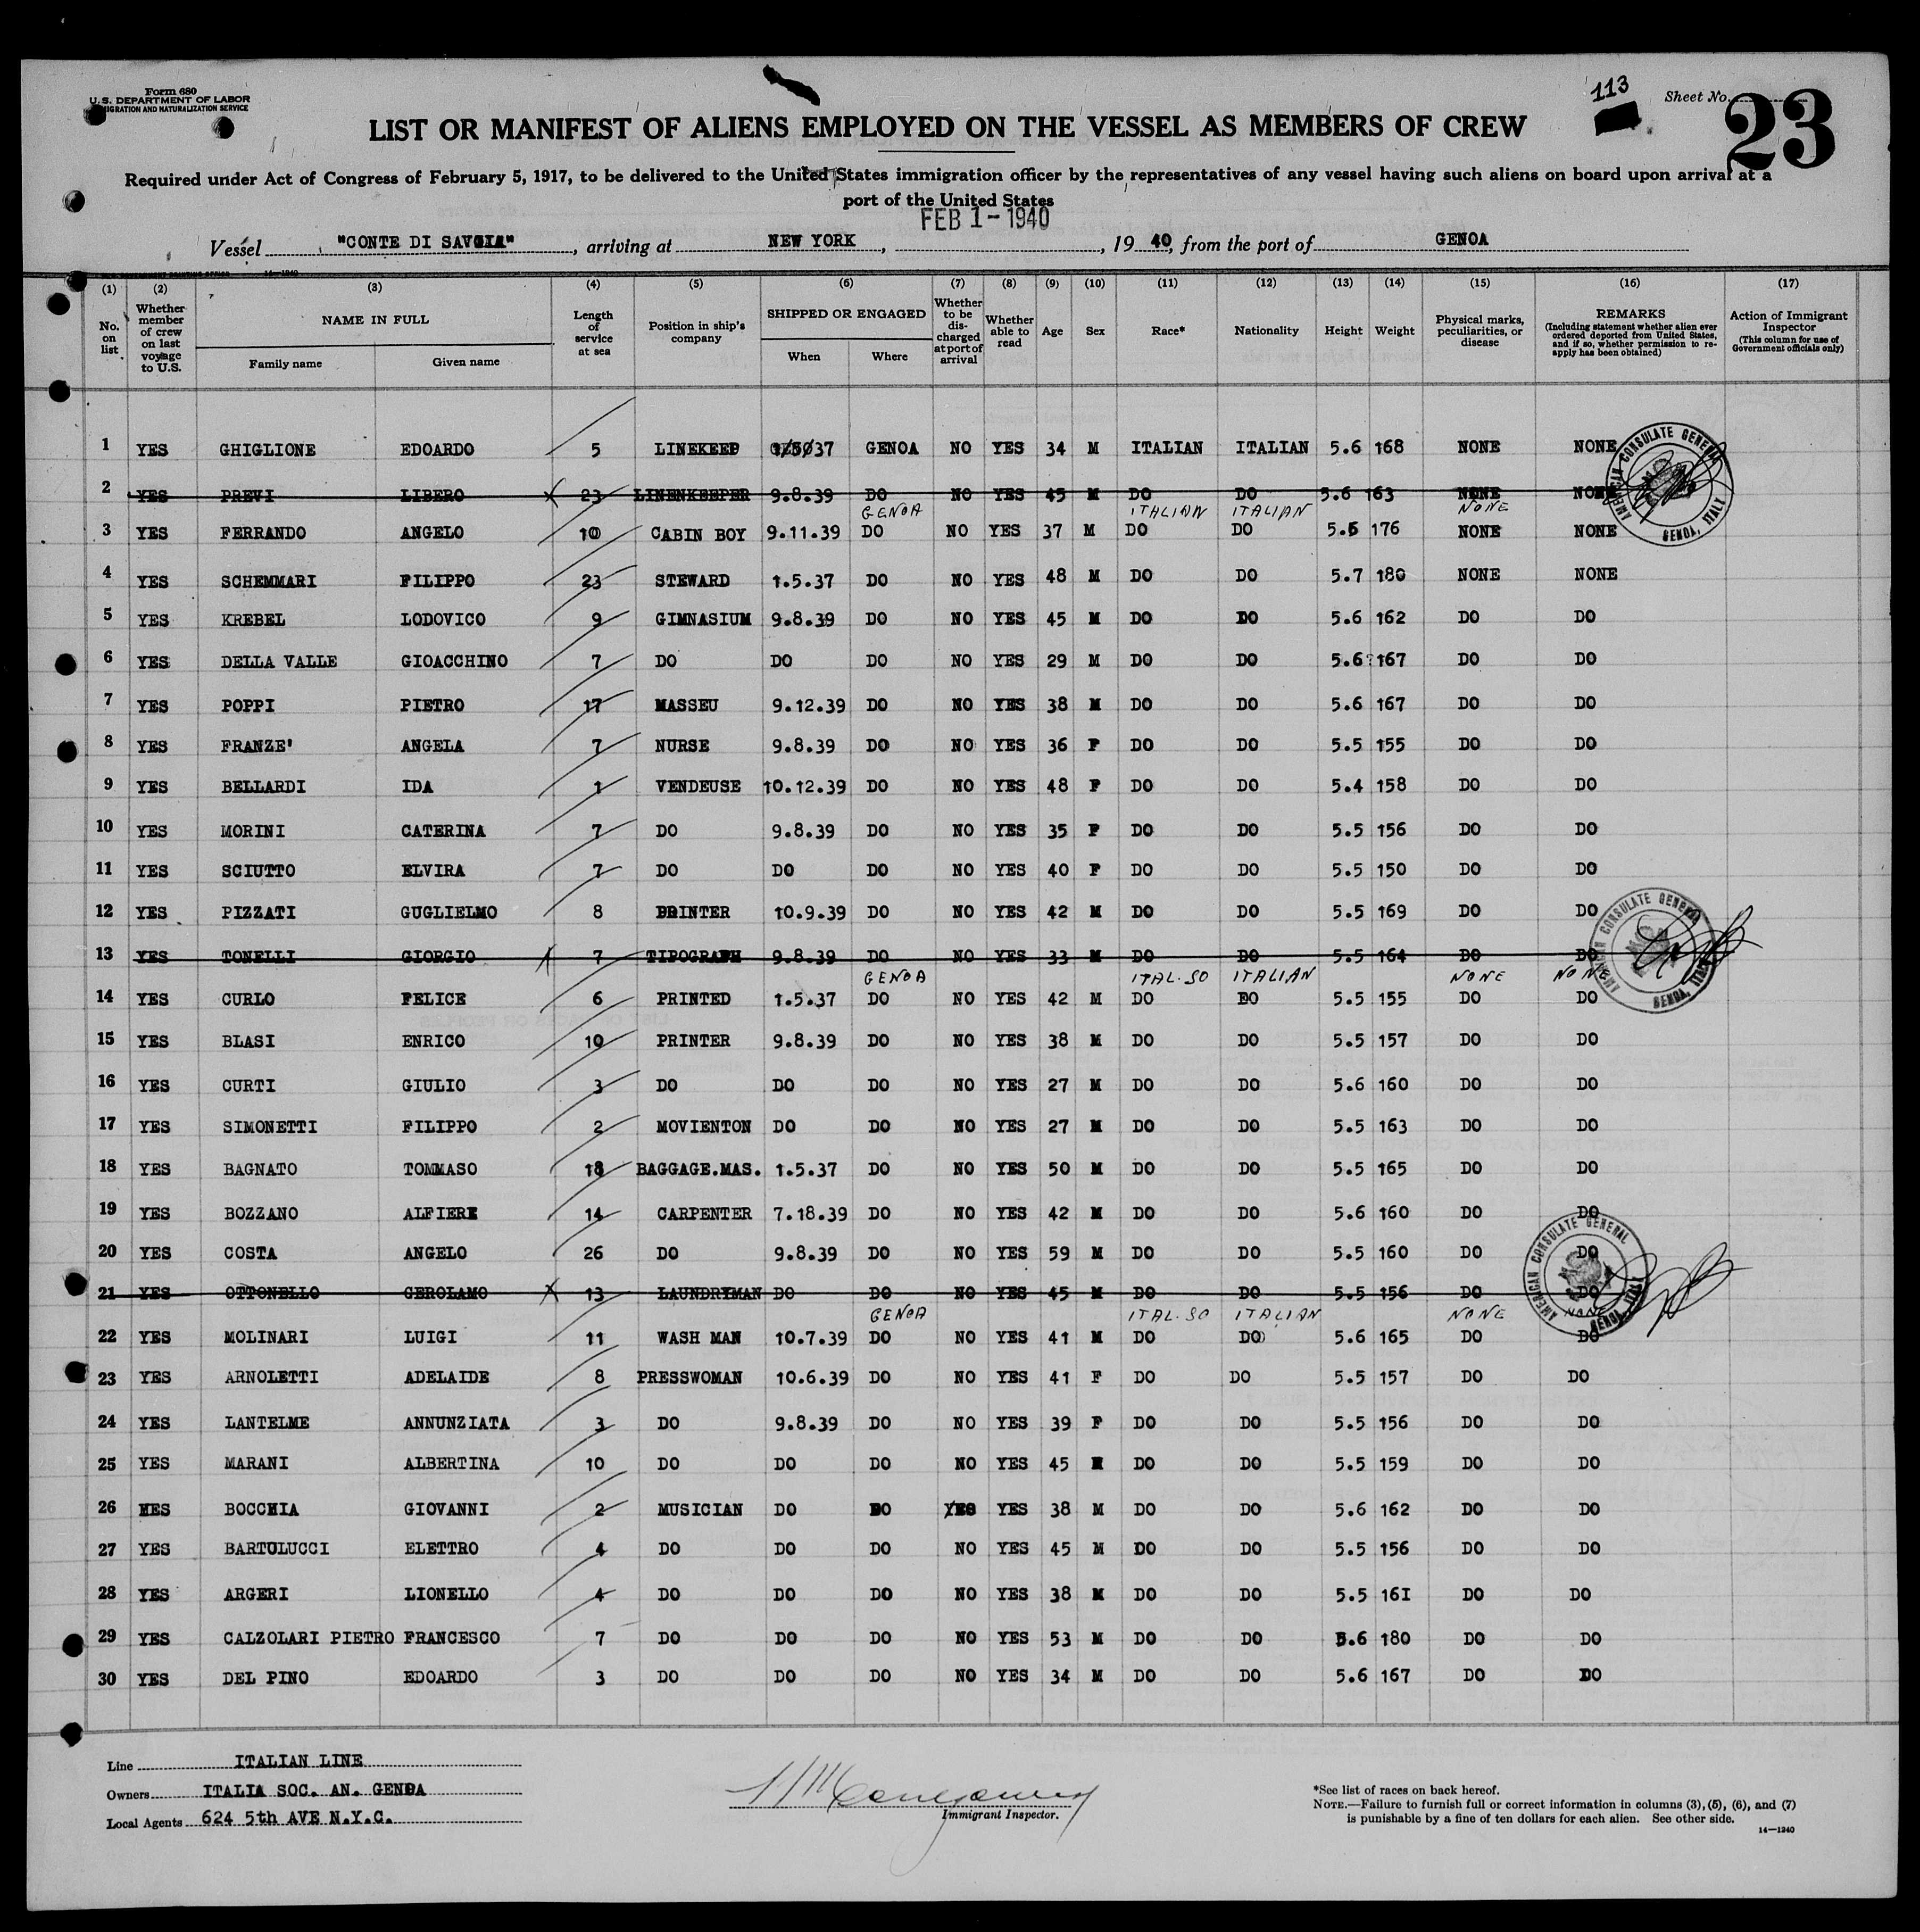 Form 680
U. S. DEPARTMENT OF LABOR
IMMIGRATION AND NATURALIZATION SERVICE
113
Sheet No. 23
LIST OR MANIFEST OF ALIENS EMPLOYED ON THE VESSEL AS MEMBERS OF CREW
Required under Act of Congress of February 5, 1917, to be delivered to the United States immigration officer by the representatives of any vessel having such aliens on board upon arrival at a
port of the United States
FEB 1 - 1940
Vessel "CONTE DI SAVOIA", arriving at NEW YORK, 19 40, from the port of GENOA
(1) (2) (3) (4) (5) (6) (7) (8) (9) (10) (11) (12) (13) (14) (15) (16) (17)
No. on list
Whether member of crew on last voyage to U.S.
NAME IN FULL
Family name Given name
Length of service at sea
Position in ship's company
SHIPPED OR ENGAGED
When Where
Whether to be discharged at port of arrival
Whether able to read
Age
Sex
Race*
Nationality
Height
Weight
Physical marks, peculiarities, or disease
REMARKS
(Including statement whether alien ever ordered deported from United States, and if so, whether permission to re-apply has been obtained)
Action of Immigrant Inspector
(This column for use of Government officials only)
1 YES GHIGLIONE EDOARDO 5 LINEKEEP 37 GENOA NO YES 34 M ITALIAN ITALIAN 5.6 168 NONE NONE
2 YES PREVI LIBERO 23 LINENKEEPER 9.8.39 DO NO YES 45 M DO DO 5.6 163 NONE NONE
GENOA ITALIAN ITALIAN NONE
3 YES FERRANDO ANGELO 10 CABIN BOY 9.11.39 DO NO YES 37 M DO DO 5.6 176 NONE NONE
4 YES SCHEMMARI FILIPPO 23 STEWARD 1.5.37 DO NO YES 48 M DO DO 5.7 180 NONE NONE
5 YES KREBEL LODOVICO 9 GIMNASIUM 9.8.39 DO NO YES 45 M DO DO 5.6 162 DO DO
6 YES DELLA VALLE GIOACCHINO 7 DO DO DO NO YES 29 M DO DO 5.6 167 DO DO
7 YES POPPI PIETRO 17 MASSEU 9.12.39 DO NO YES 38 M DO DO 5.6 167 DO DO
8 YES FRANZE' ANGELA 7 NURSE 9.8.39 DO NO YES 36 F DO DO 5.5 155 DO DO
9 YES BELLARDI IDA 1 VENDEUSE 10.12.39 DO NO YES 48 F DO DO 5.4 158 DO DO
10 YES MORINI CATERINA 7 DO 9.8.39 DO NO YES 35 F DO DO 5.5 156 DO DO
11 YES SCIUTTO ELVIRA 7 DO DO DO NO YES 40 F DO DO 5.5 150 DO DO
12 YES PIZZATI GUGLIELMO 8 PRINTER 10.9.39 DO NO YES 42 M DO DO 5.5 169 DO DO
13 YES TONELLI GIORGIO 7 TIPOGRAPH 9.8.39 DO NO YES 33 M DO DO 5.5 164 DO DO
GENOA ITAL.SO ITALIAN NONE NONE
14 YES CURLO FELICE 6 PRINTED 1.5.37 DO NO YES 42 M DO DO 5.5 155 DO DO
15 YES BLASI ENRICO 10 PRINTER 9.8.39 DO NO YES 38 M DO DO 5.5 157 DO DO
16 YES CURTI GIULIO 3 DO DO DO NO YES 27 M DO DO 5.6 160 DO DO
17 YES SIMONETTI FILIPPO 2 MOVIENTON DO DO NO YES 27 M DO DO 5.5 163 DO DO
18 YES BAGNATO TOMMASO 18 BAGGAGE.MAS. 1.5.37 DO NO YES 50 M DO DO 5.5 165 DO DO
19 YES BOZZANO ALFIERE 14 CARPENTER 7.18.39 DO NO YES 42 M DO DO 5.6 160 DO DO
20 YES COSTA ANGELO 26 DO 9.8.39 DO NO YES 59 M DO DO 5.5 160 DO DO
21 YES OTTONELLO GEROLAMO 13 LAUNDRYMAN DO DO NO YES 45 M DO DO 5.5 156 DO DO
GENOA ITAL.SO ITALIAN NONE NONE
22 YES MOLINARI LUIGI 11 WASH MAN 10.7.39 DO NO YES 41 M DO DO 5.6 165 DO DO
23 YES ARNOLETTI ADELAIDE 8 PRESSWOMAN 10.6.39 DO NO YES 41 F DO DO 5.5 157 DO DO
24 YES LANTELME ANNUNZIATA 3 DO 9.8.39 DO NO YES 39 F DO DO 5.5 156 DO DO
25 YES MARANI ALBERTINA 10 DO DO DO NO YES 45 DO DO 5.5 159 DO DO
26 YES BOCCHIA GIOVANNI 2 MUSICIAN DO DO YES YES 38 M DO DO 5.6 162 DO DO
27 YES BARTOLUCCI ELETTRO 4 DO DO DO NO YES 45 M DO DO 5.5 156 DO DO
28 YES ARGERI LIONELLO 4 DO DO DO NO YES 38 M DO DO 5.5 161 DO DO
29 YES CALZOLARI PIETRO FRANCESCO 7 DO DO DO NO YES 53 M DO DO 5.6 180 DO DO
30 YES DEL PINO EDOARDO 3 DO DO DO NO YES 34 M DO DO 5.6 167 DO DO
AMERICAN CONSULATE GENERAL GENOA, ITALY
AMERICAN CONSULATE GENERAL GENOA, ITALY
AMERICAN CONSULATE GENERAL GENOA, ITALY
Line ITALIAN LINE
Owners ITALIA SOC. AN. GENOA
Local Agents 624 5th AVE N.Y.C.
Immigrant Inspector.
*See list of races on back hereof.
NOTE.—Failure to furnish full or correct information in columns (3), (5), (6), and (7)
is punishable by a fine of ten dollars for each alien. See other side.
14—1240